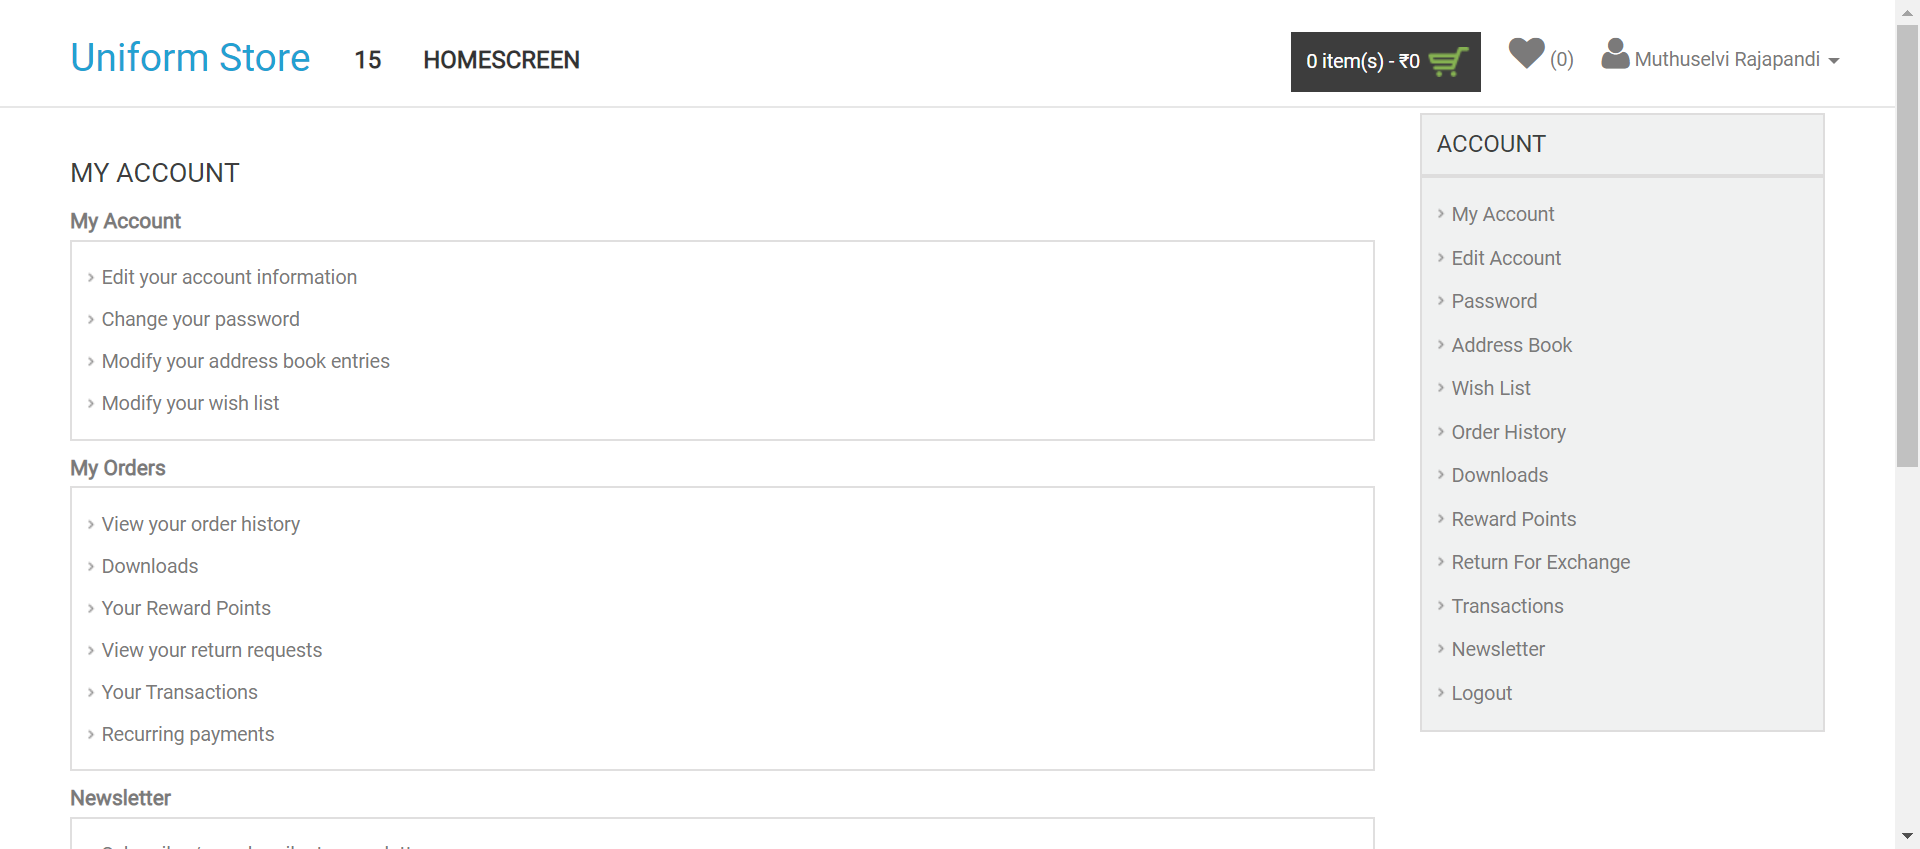 Uniform Store 15 HOMESCREEN 0 item(s) - ₹0 (0) Muthuselvi Rajapandi
MY ACCOUNT
My Account
Edit your account information
Change your password
Modify your address book entries
Modify your wish list
My Orders
View your order history
Downloads
Your Reward Points
View your return requests
Your Transactions
Recurring payments
Newsletter
ACCOUNT
My Account
Edit Account
Password
Address Book
Wish List
Order History
Downloads
Reward Points
Return For Exchange
Transactions
Newsletter
Logout